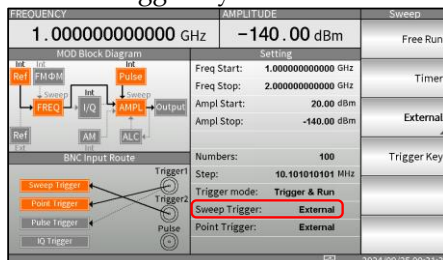 FREQUENCY
AMPLITUDE
Sweep
1.000000000000 GHz
-140.00 dBm
Free Run
MOD Block Diagram
Setting
Int
Int
Int
Ref
FMΦM
Pulse
Sweep
Int
Sweep
FREQ
I/Q
AMPL
Output
Ref
AM
ALC
Ext
Int
Freq Start: 1.000000000000 GHz
Freq Stop: 2.000000000000 GHz
Ampl Start: 20.00 dBm
Ampl Stop: -140.00 dBm
Timer
External
BNC Input Route
Numbers: 100
Trigger Key
Trigger1
Step: 10.101010101 MHz
Sweep Trigger
Trigger mode: Trigger & Run
Point Trigger
Trigger2
Sweep Trigger: External
Pulse Trigger
Pulse
Point Trigger: External
IQ Trigger